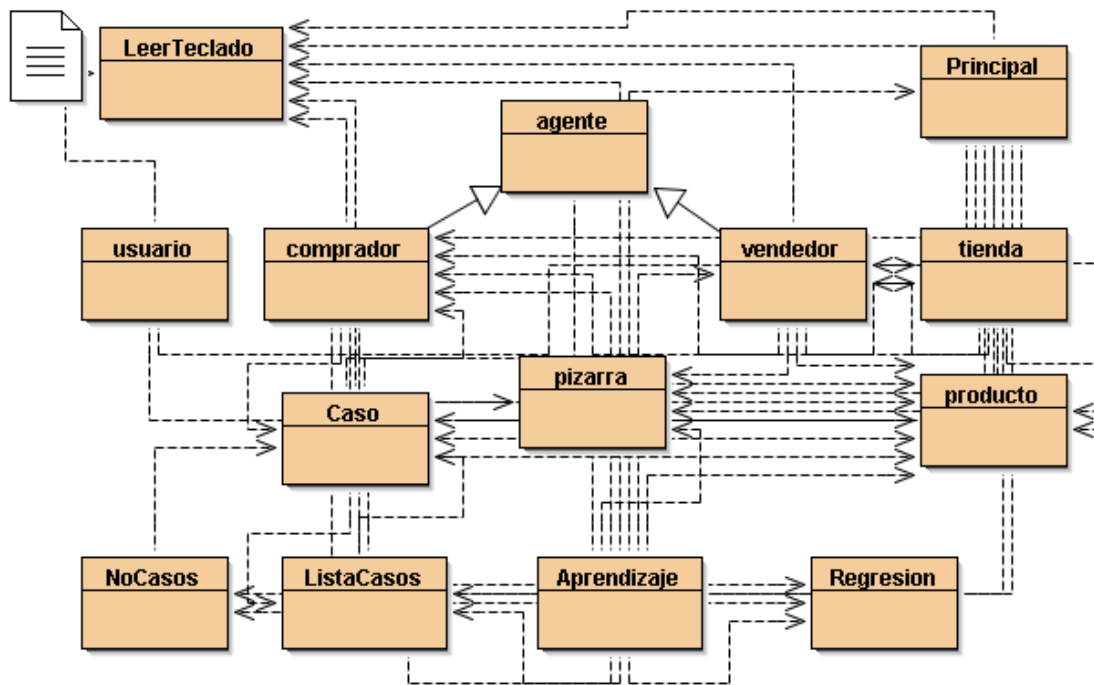 LeerTeclado
Principal
agente
usuario
comprador
vendedor
tienda
pizarra
producto
Caso
NoCasos
ListaCasos
Aprendizaje
Regresion